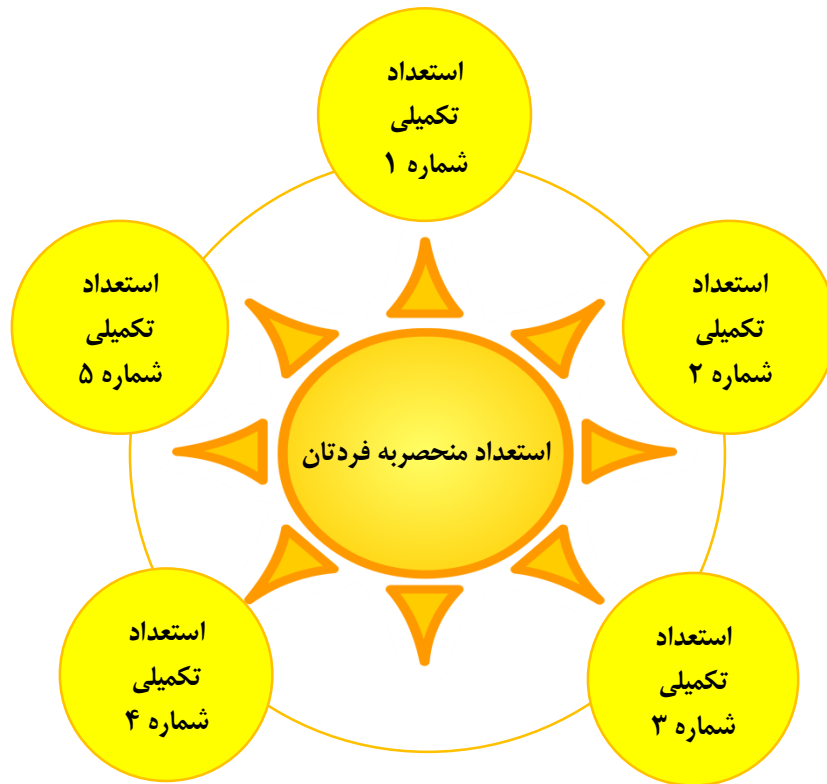 استعداد
تکمیلی
شماره ۱
استعداد
تکمیلی
شماره ۲
استعداد
تکمیلی
شماره ۳
استعداد
تکمیلی
شماره ۴
استعداد
تکمیلی
شماره ۵
استعداد منحصربه فردتان